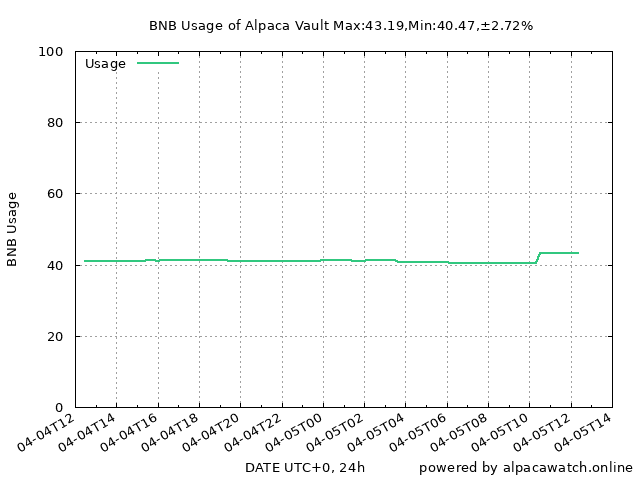 BNB Usage of Alpaca Vault Max:43.19,Min:40.47,±2.72%
100
Usage
80
60
BNB Usage
40
20
0
04-04T12 04-04T14 04-04T16 04-04T18 04-04T20 04-04T22 04-05T00 04-05T02 04-05T04 04-05T06 04-05T08 04-05T10 04-05T12 04-05T14
DATE UTC+0, 24h powered by alpacawatch.online